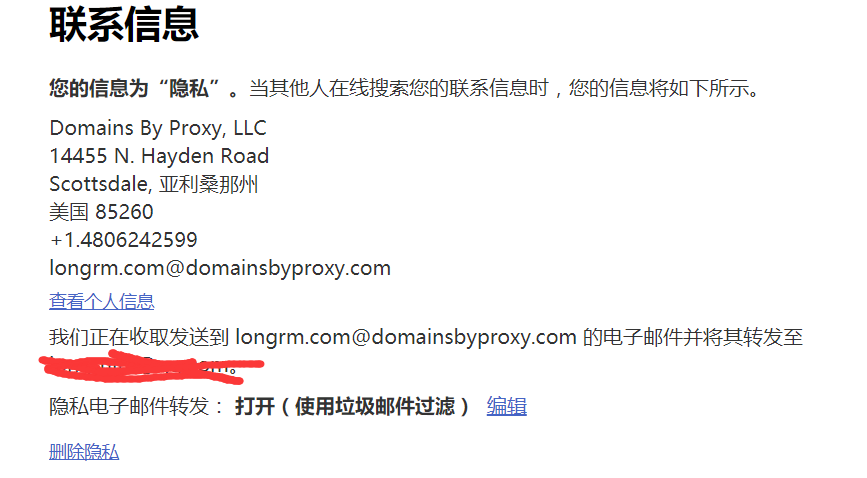 联系信息
您的信息为“隐私”。当其他人在线搜索您的联系信息时，您的信息将如下所示。
Domains By Proxy, LLC
14455 N. Hayden Road
Scottsdale, 亚利桑那州
美国 85260
+1.4806242599
longrm.com@domainsbyproxy.com
查看个人信息
我们正在收取发送到 longrm.com@domainsbyproxy.com 的电子邮件并将其转发至
。
隐私电子邮件转发： 打开 ( 使用垃圾邮件过滤 ) 编辑
删除隐私